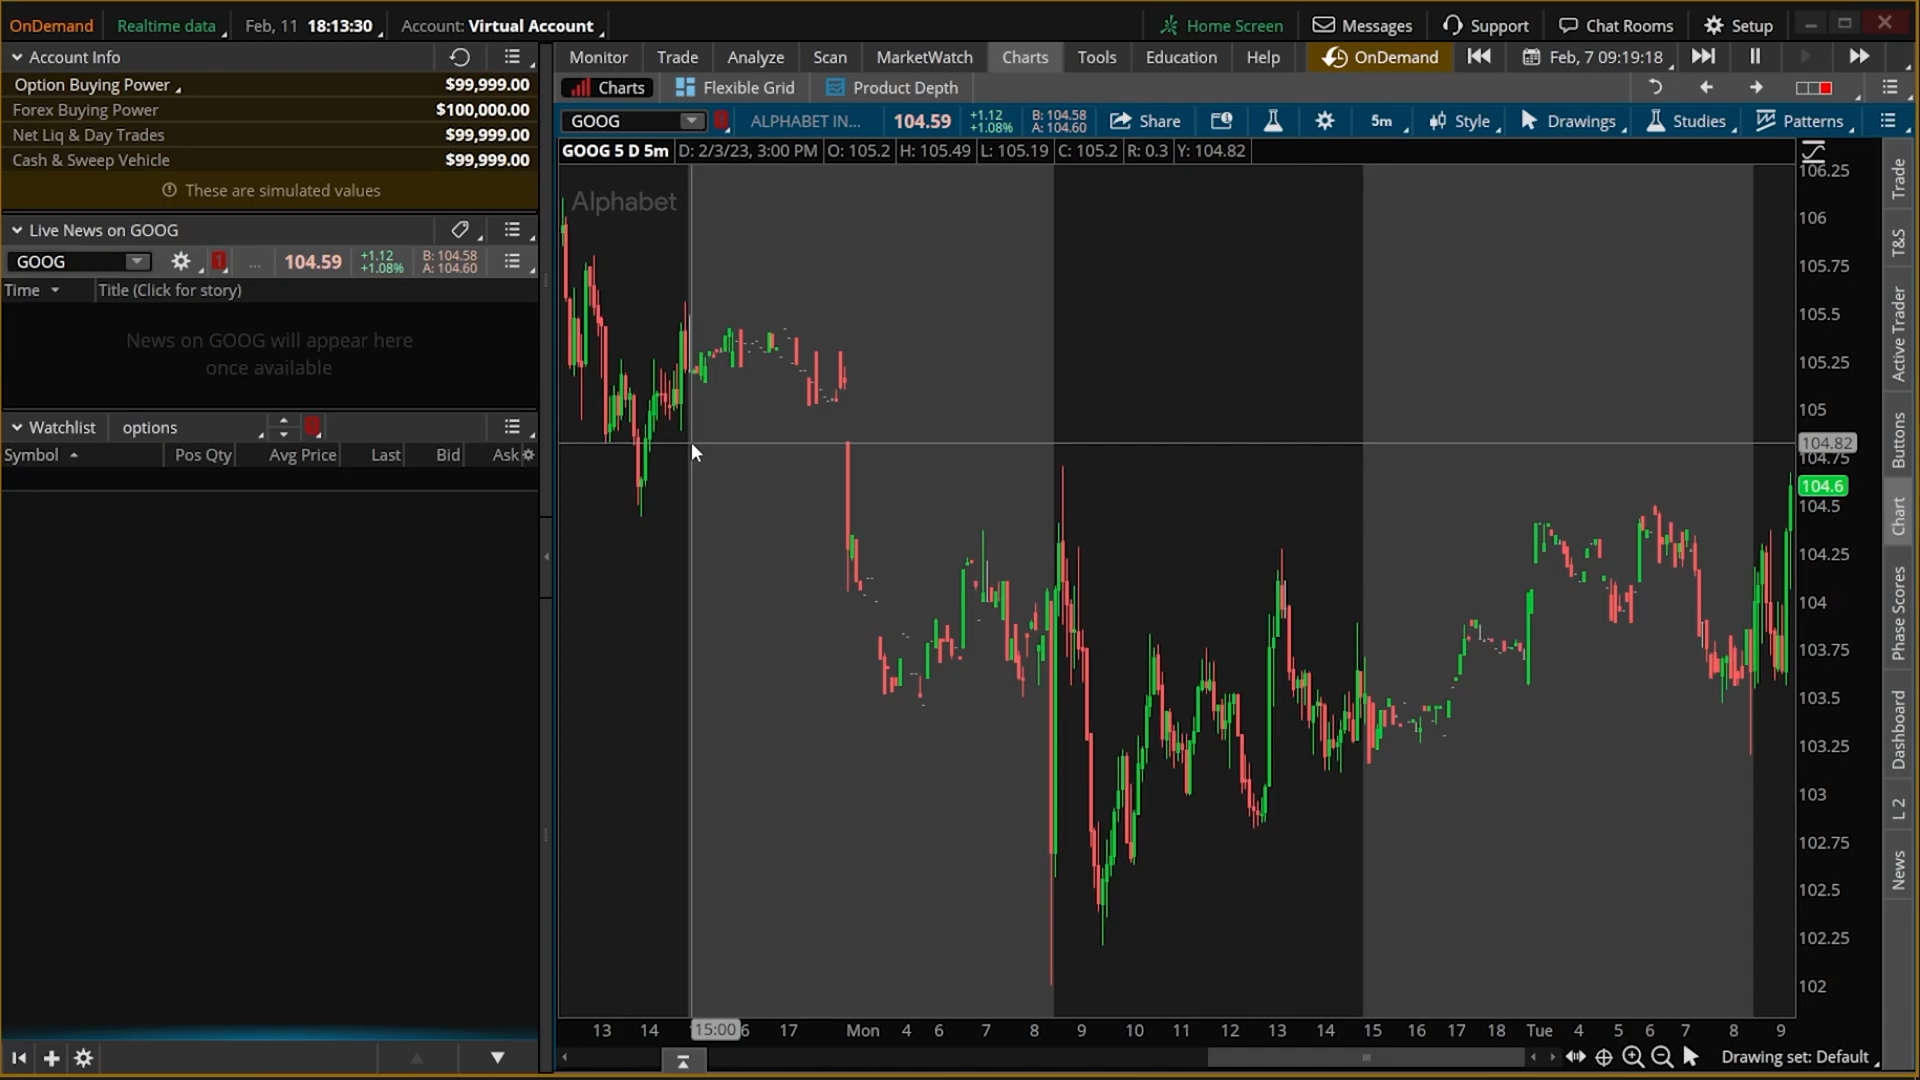 OnDemand Realtime data Feb, 11 18:13:30 Account: Virtual Account Home Screen Messages Support Chat Rooms Setup
Account Info
Option Buying Power $99,999.00
Forex Buying Power $100,000.00
Net Liq & Day Trades $99,999.00
Cash & Sweep Vehicle $99,999.00
These are simulated values
Live News on GOOG
GOOG 1 ... 104.59 +1.12 +1.08% B: 104.58 A: 104.60
Time Title (Click for story)
News on GOOG will appear here
once available
Watchlist options
Symbol Pos Qty Avg Price Last Bid Ask
Monitor Trade Analyze Scan MarketWatch Charts Tools Education Help OnDemand Feb, 7 09:19:18
Charts Flexible Grid Product Depth
GOOG ALPHABET IN... 104.59 +1.12 +1.08% B: 104.58 A: 104.60 Share 5m Style Drawings Studies Patterns
GOOG 5 D 5m D: 2/3/23, 3:00 PM O: 105.2 H: 105.49 L: 105.19 C: 105.2 R: 0.3 Y: 104.82
Alphabet
106.25
106
105.75
105.5
105.25
105
104.82
104.75
104.6
104.5
104.25
104
103.75
103.5
103.25
103
102.75
102.5
102.25
102
13 14 15:00 6 17 Mon 4 6 7 8 9 10 11 12 13 14 15 16 17 18 Tue 4 5 6 7 8 9
Drawing set: Default
Trade
T&S
Active Trader
Buttons
Chart
Phase Scores
Dashboard
L 2
News